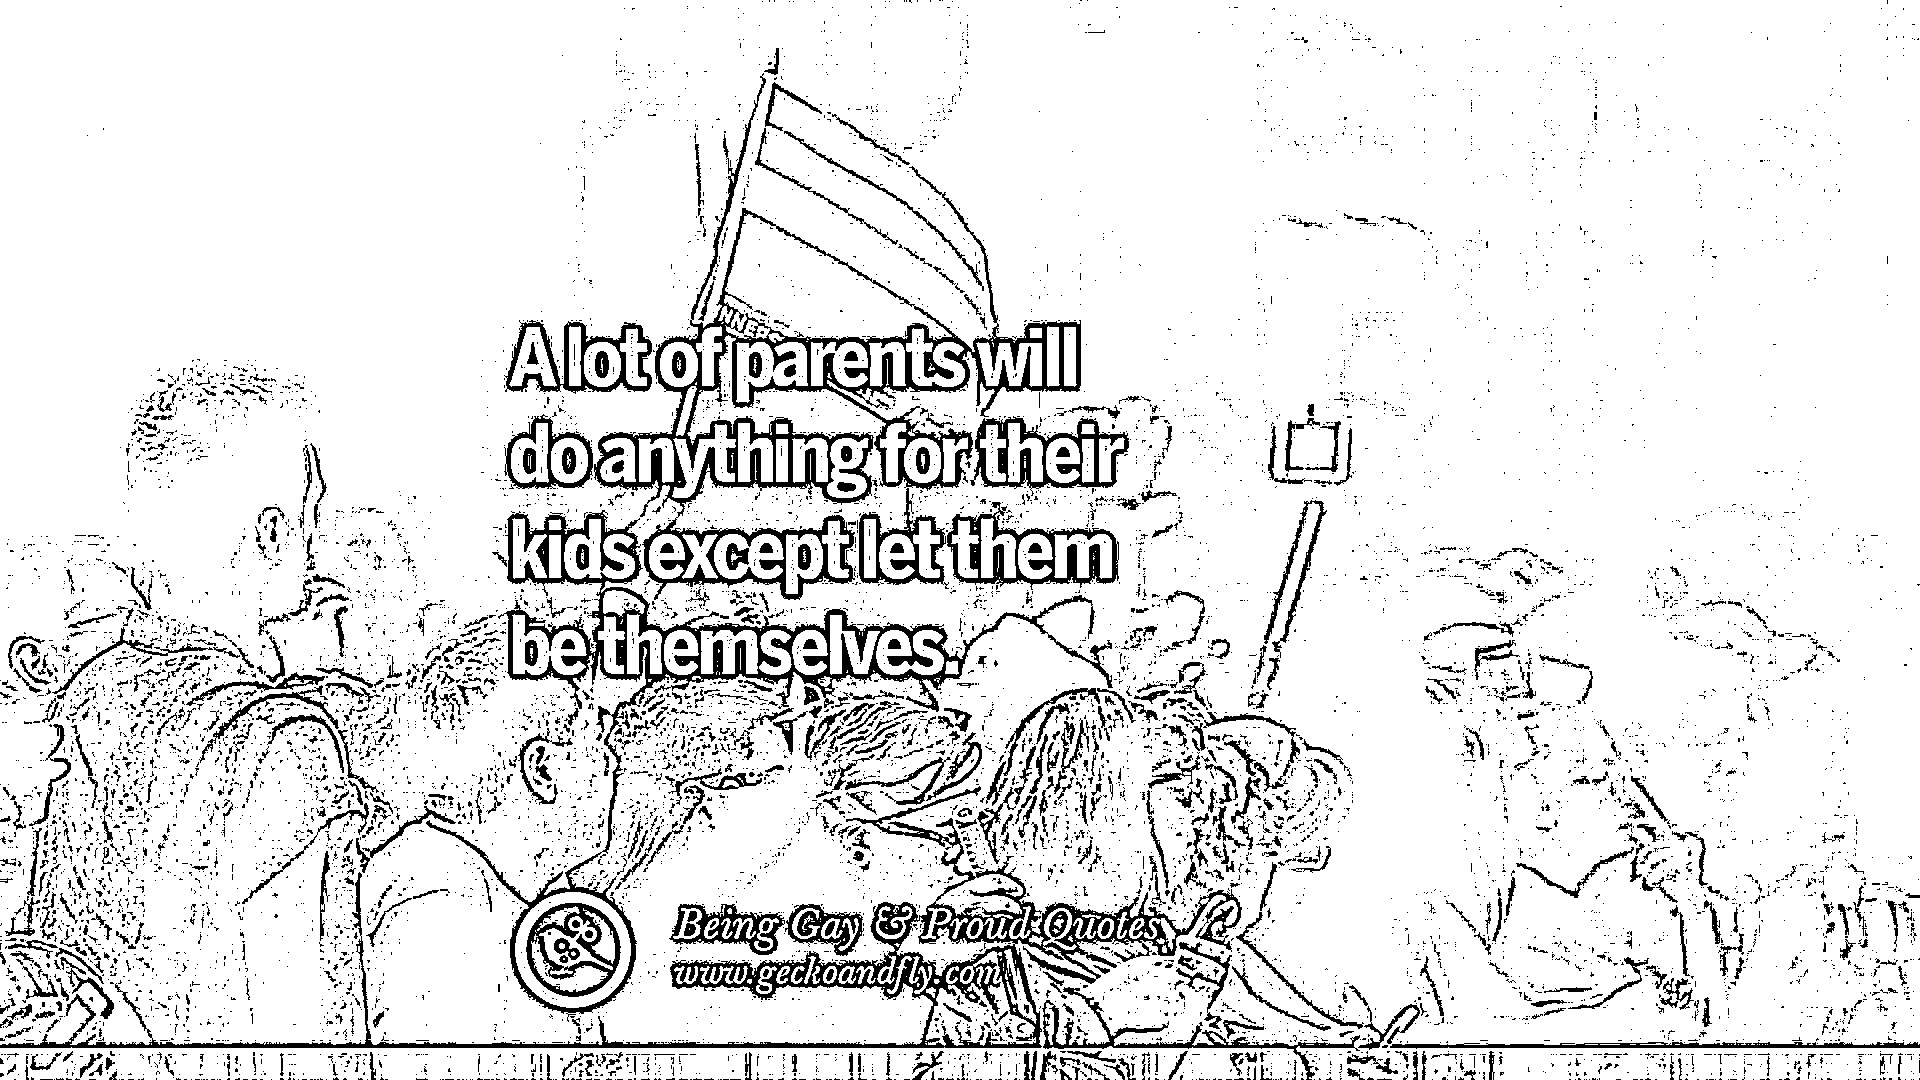 A lot of parents will
do anything for their
kids except let them
be themselves.
Being Gay & Proud Quotes
www.geckoandfly.com